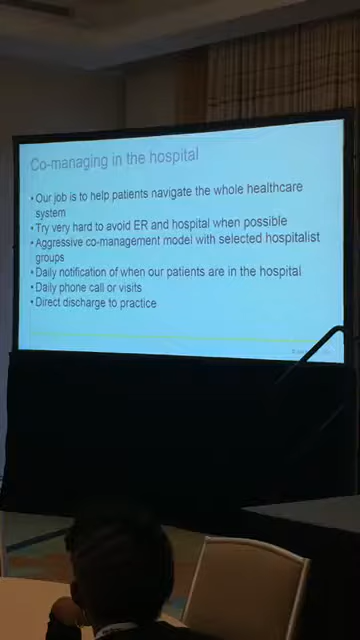 Co-managing in the hospital
• Our job is to help patients navigate the whole healthcare
system
• Try very hard to avoid ER and hospital when possible
• Aggressive co-management model with selected hospitalist
groups
• Daily notification of when our patients are in the hospital
• Daily phone call or visits
• Direct discharge to practice